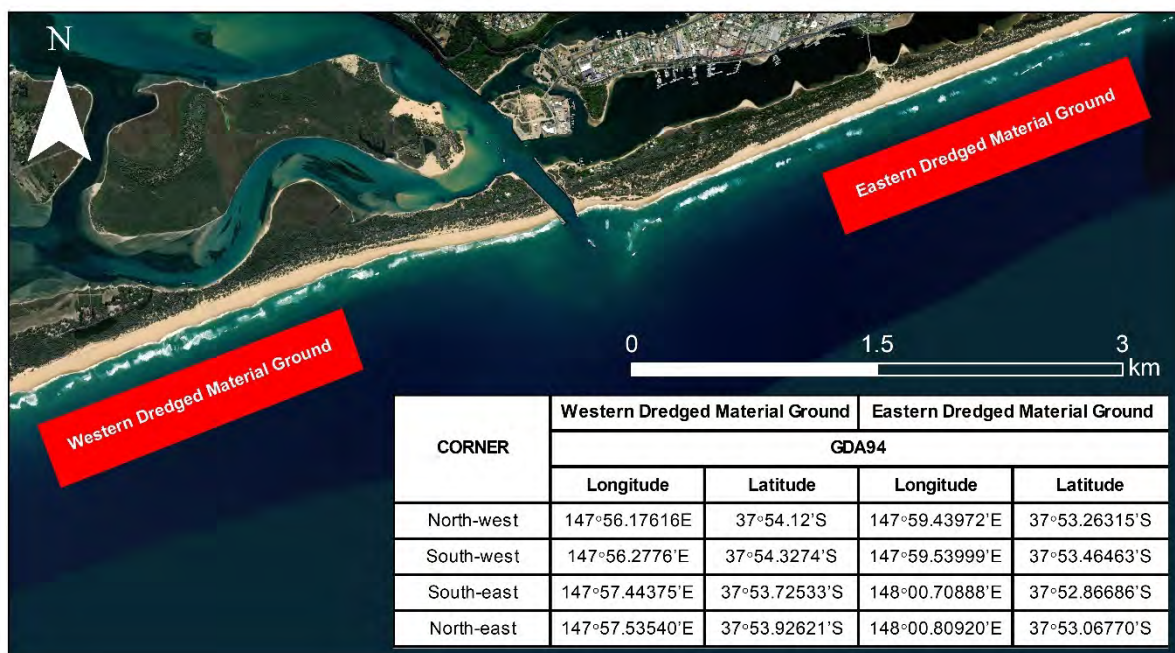 N
Eastern Dredged Material Ground
Western Dredged Material Ground
0 1.5 3
km
CORNER Western Dredged Material Ground Eastern Dredged Material Ground
GDA94
Longitude Latitude Longitude Latitude
North-west 147°56.17616E 37°54.12'S 147°59.43972'E 37°53.26315'S
South-west 147°56.2776'E 37°54.3274'S 147°59.53999'E 37°53.46463'S
South-east 147°57.44375'E 37°53.72533'S 148°00.70888'E 37°52.86686'S
North-east 147°57.53540'E 37°53.92621'S 148°00.80920'E 37°53.06770'S